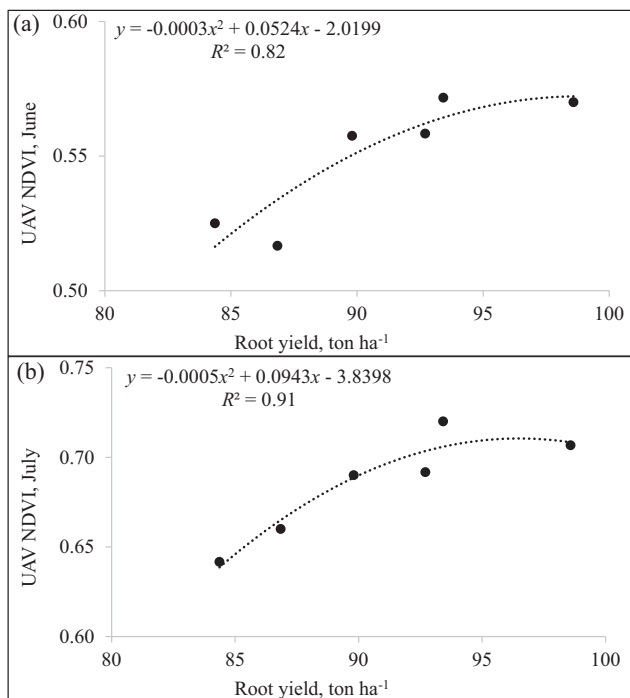 (a)
y = -0.0003x² + 0.0524x - 2.0199
R² = 0.82
UAV NDVI, June
0.60
0.55
0.50
80 85 90 95 100
Root yield, ton ha⁻¹
(b)
y = -0.0005x² + 0.0943x - 3.8398
R² = 0.91
UAV NDVI, July
0.75
0.70
0.65
0.60
80 85 90 95 100
Root yield, ton ha⁻¹